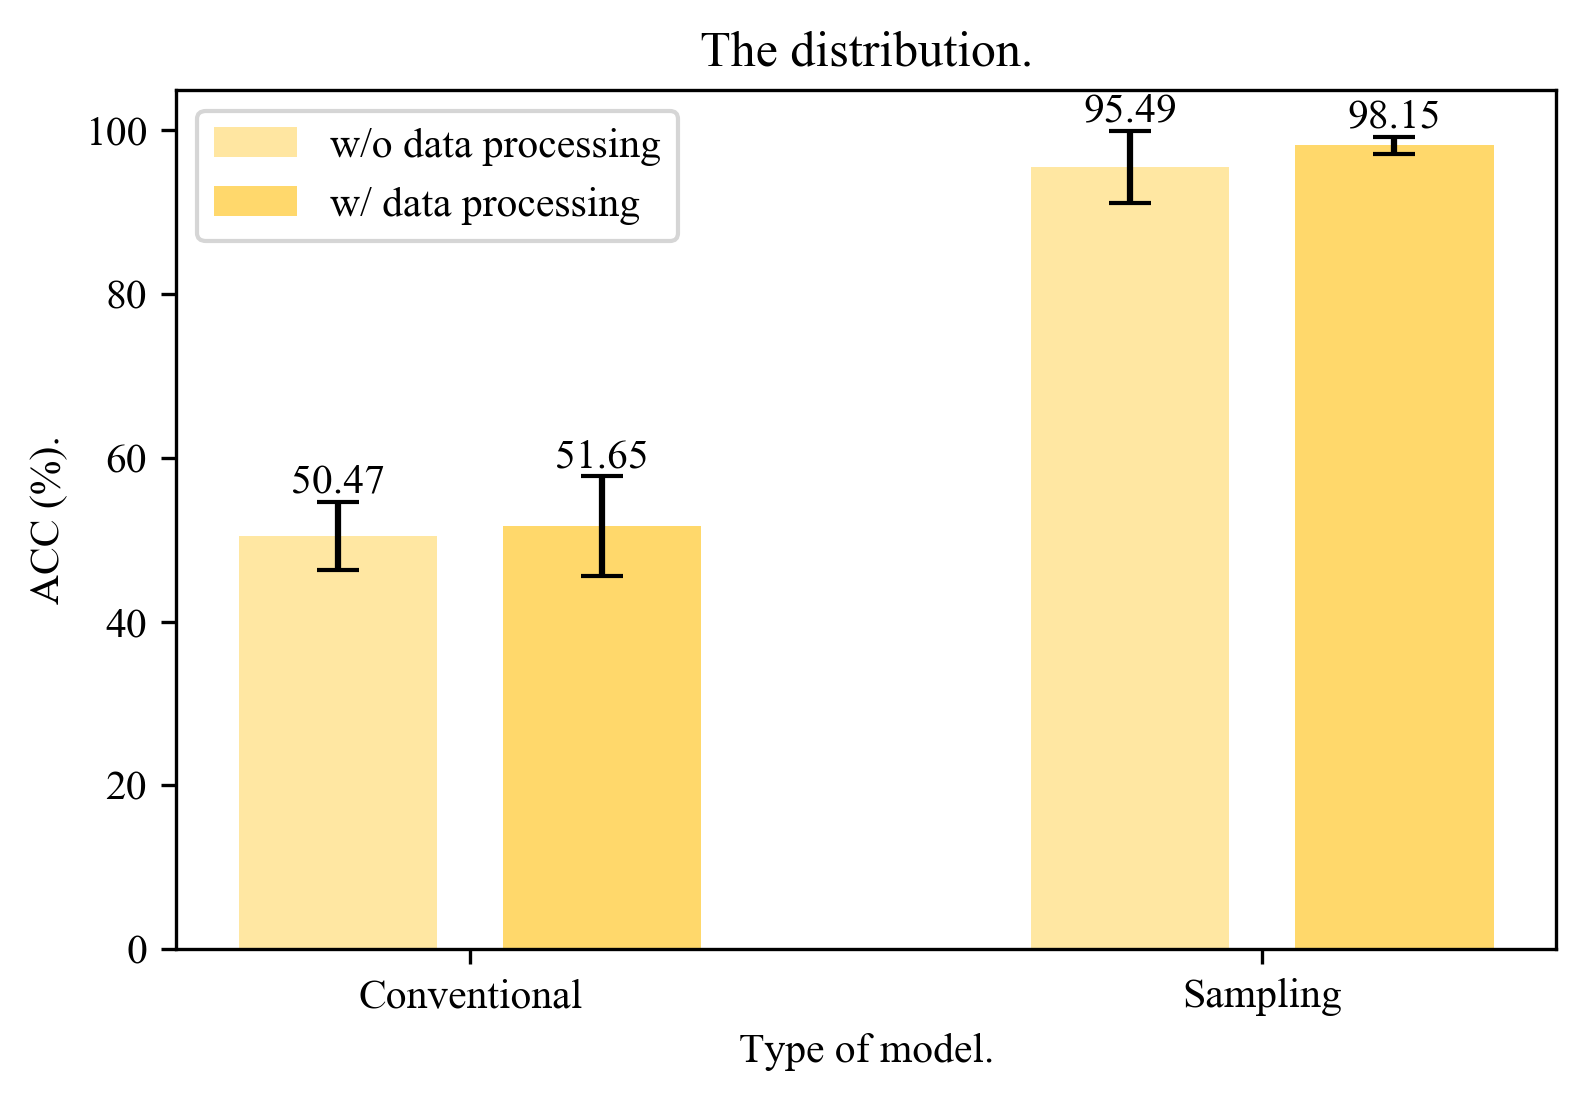 The distribution.
w/o data processing
w/ data processing
95.49
98.15
50.47
51.65
100
80
60
40
20
0
ACC (%).
Conventional
Sampling
Type of model.